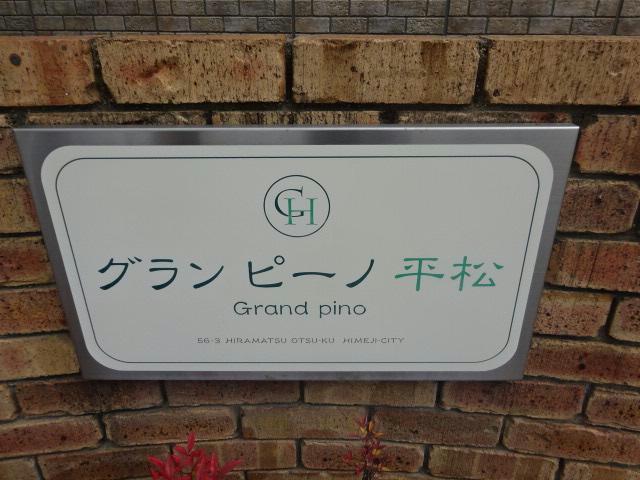 GH
グラン ピーノ 平松
Grand pino
56-3 HIRAMATSU OTSU-KU HIMEJI-CITY